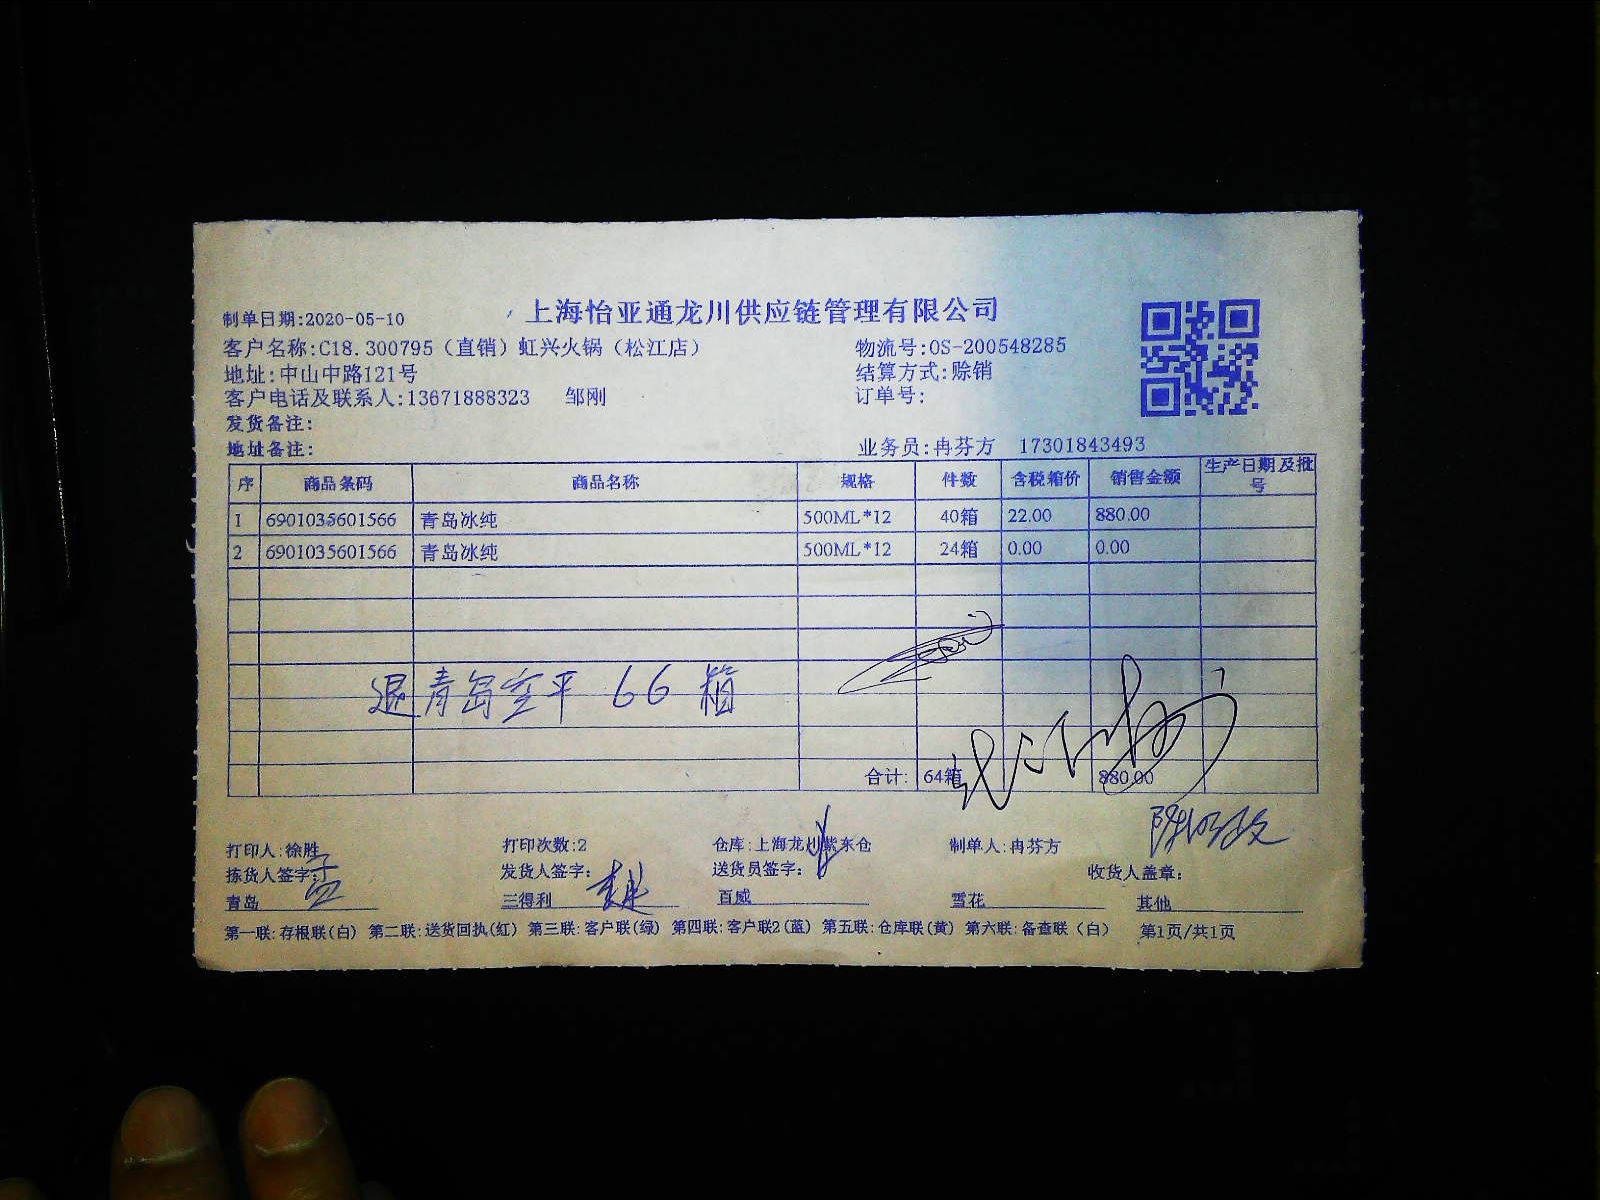 上海怡亚通龙川供应链管理有限公司
制单日期:2020-05-10
客户名称:C18.300795（直销）虹兴火锅（松江店） 物流号:OS-200548285
地址:中山中路121号 结算方式:赊销
客户电话及联系人:13671888323 邹刚 订单号:
发货备注:
地址备注: 业务员:冉芬方 17301843493
序 商品条码 商品名称 规格 件数 含税箱价 销售金额 生产日期及批号
1 6901035601566 青岛冰纯 500ML*12 40箱 22.00 880.00
2 6901035601566 青岛冰纯 500ML*12 24箱 0.00 0.00
退青岛空平 66 箱
合计: 64箱 880.00
打印人:徐胜 打印次数:2 仓库:上海龙川紫东仓 制单人:冉芬方
拣货人签字: 发货人签字: 送货员签字: 收货人盖章:
青岛 三得利 百威 雪花 其他
第一联:存根联(白) 第二联:送货回执(红) 第三联:客户联(绿) 第四联:客户联2(蓝) 第五联:仓库联(黄) 第六联:备查联（白） 第1页/共1页